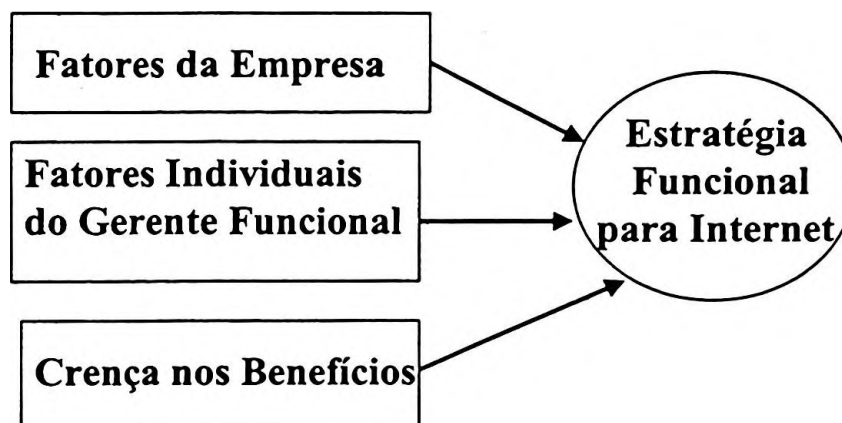 Fatores da Empresa
Fatores Individuais
do Gerente Funcional
Crença nos Benefícios
Estratégia
Funcional
para Internet